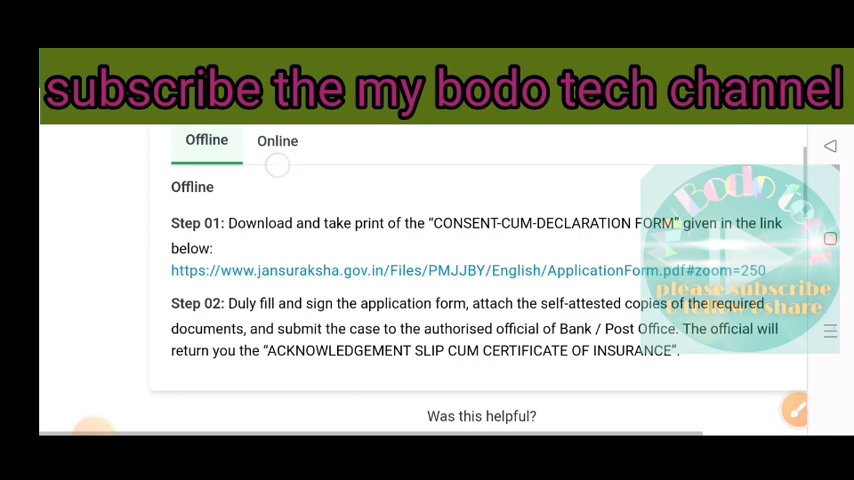 subscribe the my bodo tech channel
Offline Online
Offline
Step 01: Download and take print of the “CONSENT-CUM-DECLARATION FORM” given in the link
below:
https://www.jansuraksha.gov.in/Files/PMJJBY/English/ApplicationForm.pdf#zoom=250
Step 02: Duly fill and sign the application form, attach the self-attested copies of the required
documents, and submit the case to the authorised official of Bank / Post Office. The official will
return you the “ACKNOWLEDGEMENT SLIP CUM CERTIFICATE OF INSURANCE”.
Bodo
please subscribe
share
Was this helpful?